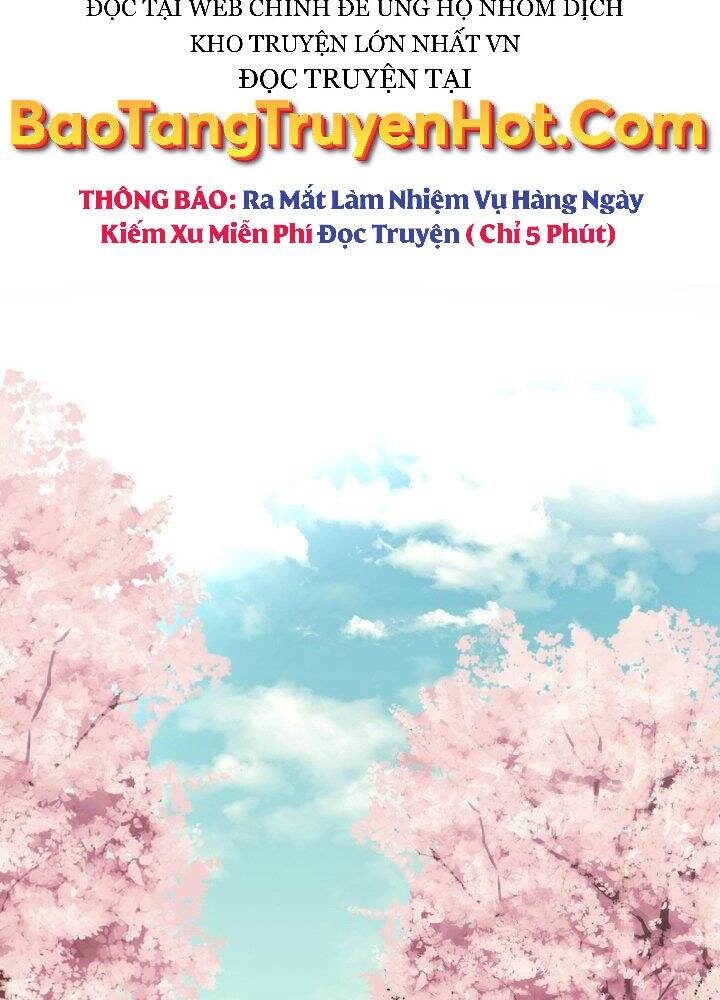 ĐỌC TẠI WEB CHÍNH ĐỂ ỦNG HỘ NHÓM DỊCH
KHO TRUYỆN LỚN NHẤT VN
ĐỌC TRUYỆN TẠI
BaoTangTruyenHot.Com
THÔNG BÁO: Ra Mắt Làm Nhiệm Vụ Hàng Ngày
Kiếm Xu Miễn Phí Đọc Truyện ( Chỉ 5 Phút)